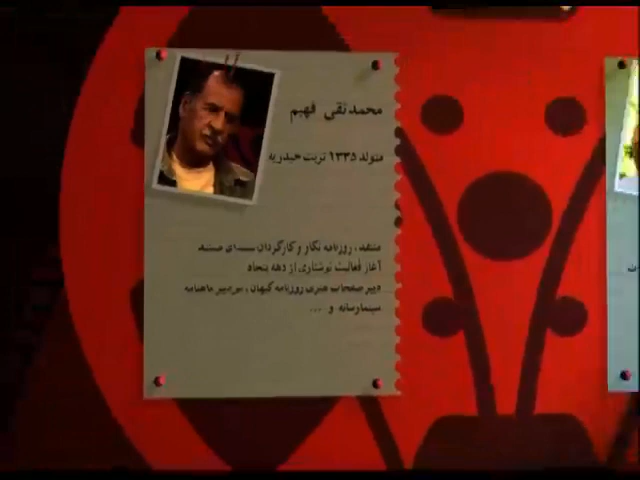 محمدتقی فهیم
متولد ۱۳۳۵ تربت حیدریه
منتقد ، روزنامه نگار و کارگردان سینمای مستند
آغاز فعالیت نوشتاری از دهه پنجاه
دبیر صفحات هنری روزنامه کیهان ، سردبیر ماهنامه
سینما رسانه و ...